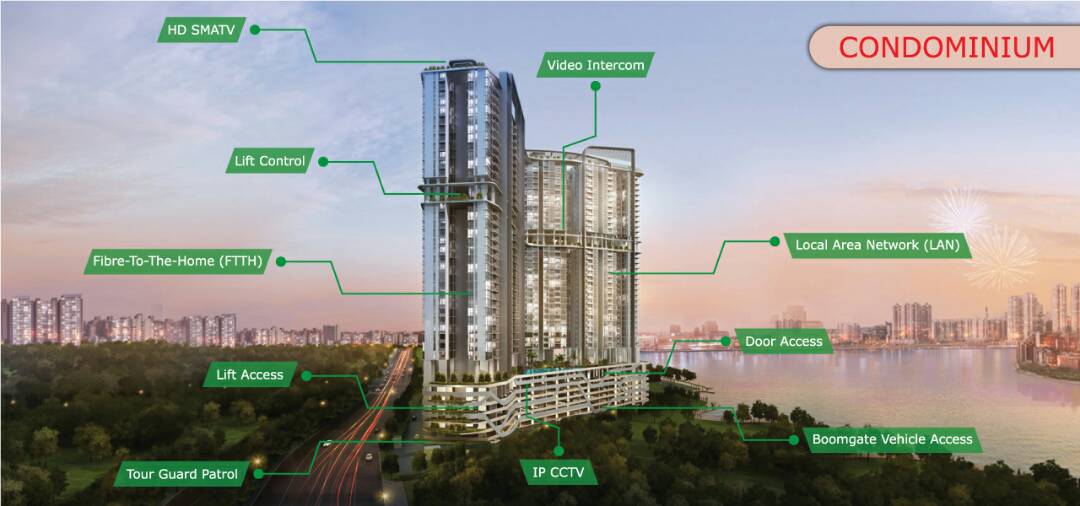 HD SMATV
CONDOMINIUM
Video Intercom
Lift Control
Local Area Network (LAN)
Fibre-To-The-Home (FTTH)
Door Access
Lift Access
Boomgate Vehicle Access
Tour Guard Patrol
IP CCTV